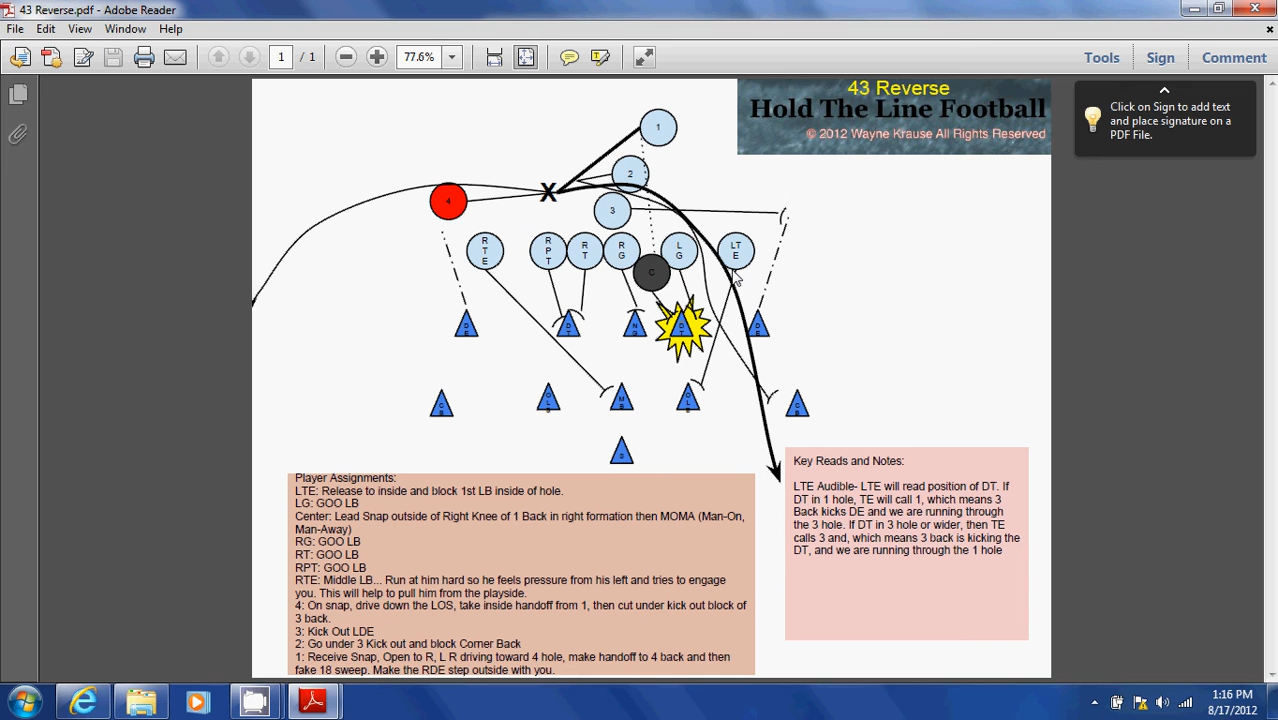 43 Reverse.pdf - Adobe Reader
File Edit View Window Help
1 / 1 77.6% Tools Sign Comment
43 Reverse
Hold The Line Football
© 2012 Wayne Krause All Rights Reserved
Click on Sign to add text
and place signature on a
PDF File.
1
2
4
3
RTE RPT RT RG C LG LTE
DE DT NG DT DE
CB OLB MB CB
Player Assignments:
LTE: Release to inside and block 1st LB inside of hole.
LG: GOO LB
Center: Lead Snap outside of Right Knee of 1 Back in right formation then MOMA (Man-On,
Man-Away)
RG: GOO LB
RT: GOO LB
RPT: GOO LB
RTE: Middle LB... Run at him hard so he feels pressure from his left and tries to engage
you. This will help to pull him from the playside.
4: On snap, drive down the LOS, take inside handoff from 1, then cut under kick out block of
3 back.
3: Kick Out LDE
2: Go under 3 Kick out and block Corner Back
1: Receive Snap, Open to R, L R driving toward 4 hole, make handoff to 4 back and then
fake 18 sweep. Make the RDE step outside with you.
Key Reads and Notes:
LTE Audible- LTE will read position of DT. If
DT in 1 hole, TE will call 1, which means 3
Back kicks DE and we are running through
the 3 hole. If DT in 3 hole or wider, then TE
calls 3 and, which means 3 back is kicking the
DT, and we are running through the 1 hole
1:16 PM
8/17/2012